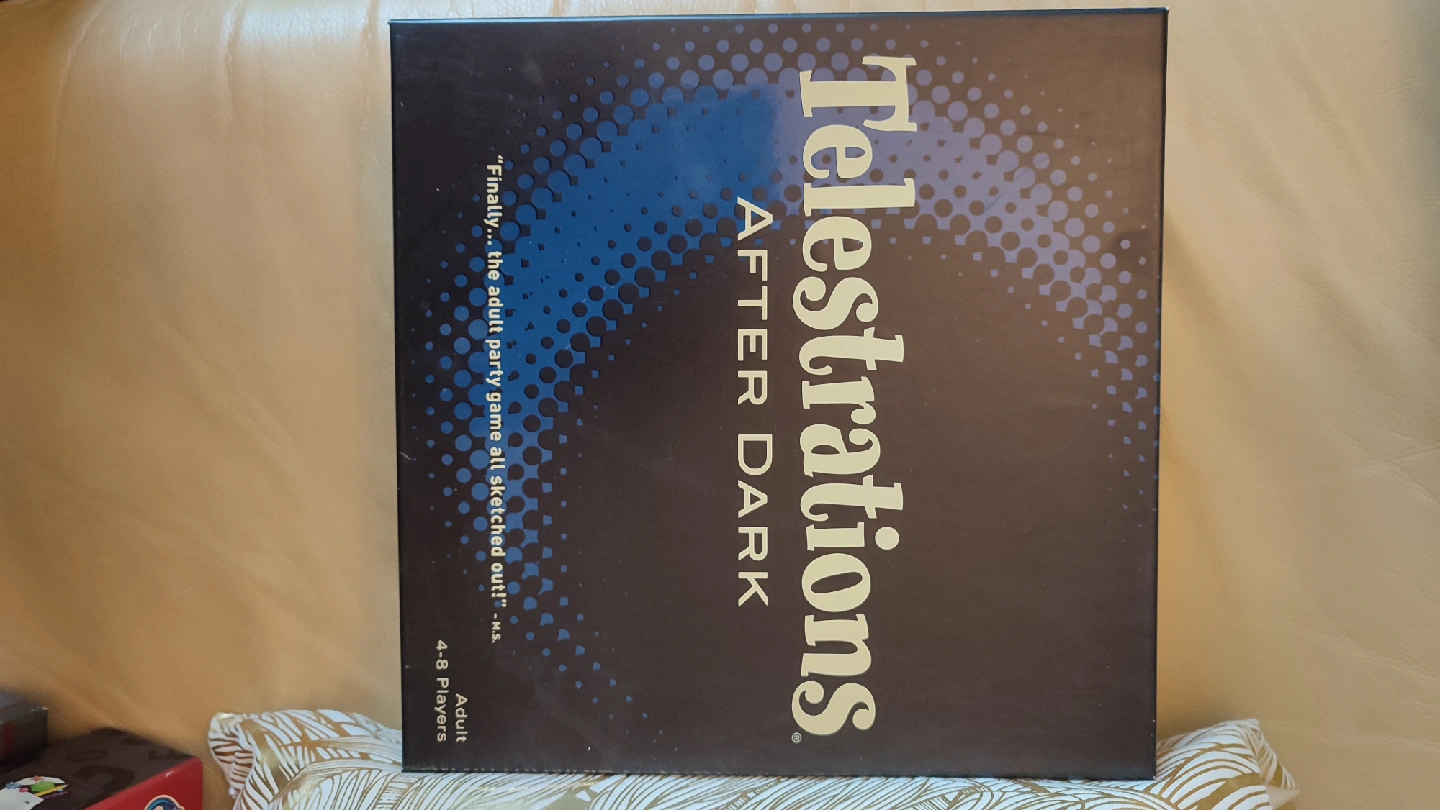 Telestrations®
AFTER DARK
"Finally... the adult party game all sketched out!" - M.S.
Adult
4-8 Players